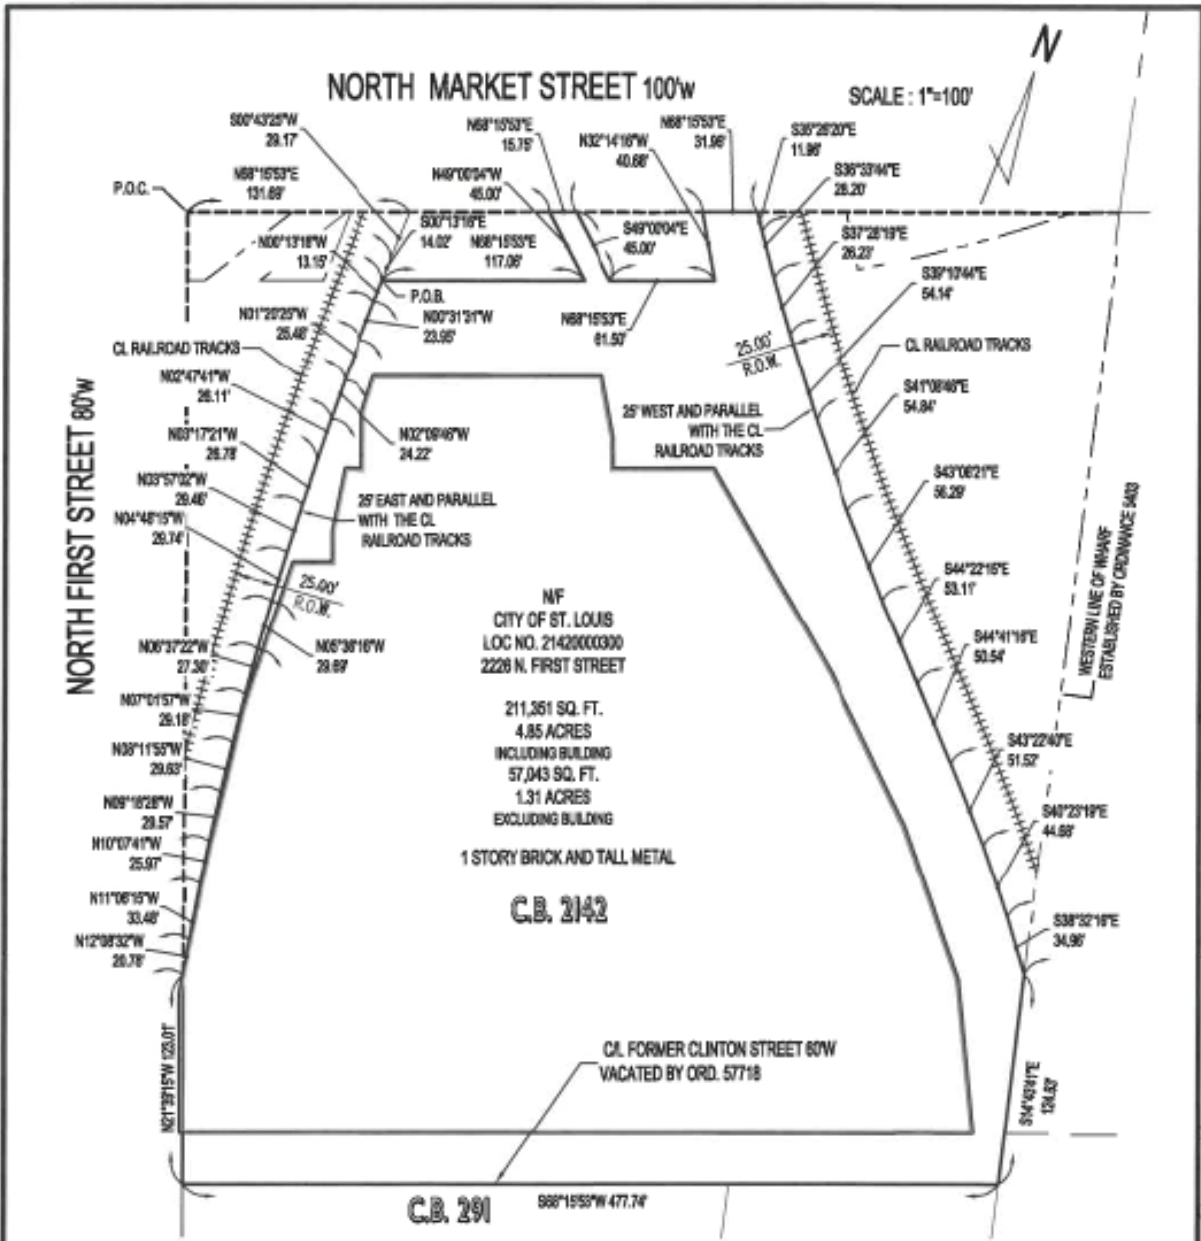 N
NORTH MARKET STREET 100'w
SCALE : 1"=100'
S00°43'25"W
29.17'
N68°15'53"E
15.75'
N32°14'16"W
40.68'
N68°15'53"E
31.96'
S35°26'20"E
11.96'
S36°33'44"E
28.20'
N68°15'53"E
131.69'
P.O.C.
N49°00'04"W
45.00'
N00°13'16"W
13.15'
S00°13'16"E
14.02'
N68°15'53"E
117.06'
S49°00'04"E
45.00'
S37°28'19"E
26.23'
P.O.B.
S39°10'44"E
54.14'
N01°20'25"W
25.48'
N00°31'31"W
23.95'
N68°15'53"E
61.50'
CL RAILROAD TRACKS
25.00'
R.O.W.
CL RAILROAD TRACKS
N02°47'41"W
26.11'
S41°08'48"E
54.84'
NORTH FIRST STREET 80'w
25' WEST AND PARALLEL
WITH THE CL
RAILROAD TRACKS
N03°17'21"W
26.78'
N02°09'46"W
24.22'
N03°57'02"W
29.46'
S43°06'21"E
56.29'
25' EAST AND PARALLEL
WITH THE CL
RAILROAD TRACKS
N04°48'15"W
29.74'
WESTERN LINE OF WHARF
ESTABLISHED BY ORDINANCE 5403
25.00'
R.O.W.
S44°22'16"E
53.11'
N/F
CITY OF ST. LOUIS
LOC NO. 21420000300
2226 N. FIRST STREET
N06°37'22"W
27.30'
N05°38'16"W
29.69'
S44°41'16"E
50.54'
N07°01'57"W
29.18'
211,351 SQ. FT.
4.85 ACRES
INCLUDING BUILDING
57,043 SQ. FT.
1.31 ACRES
EXCLUDING BUILDING
N08°11'55"W
29.63'
S43°22'40"E
51.52'
N09°16'28"W
29.57'
S40°23'19"E
44.68'
N10°07'41"W
25.97'
1 STORY BRICK AND TALL METAL
N11°06'15"W
33.48'
C.B. 2142
S38°32'16"E
34.96'
N12°08'32"W
20.78'
N21°39'15"W 123.01'
C/L FORMER CLINTON STREET 60'W
VACATED BY ORD. 57718
S14°43'41"E
124.63'
C.B. 291
S68°15'53"W 477.74'